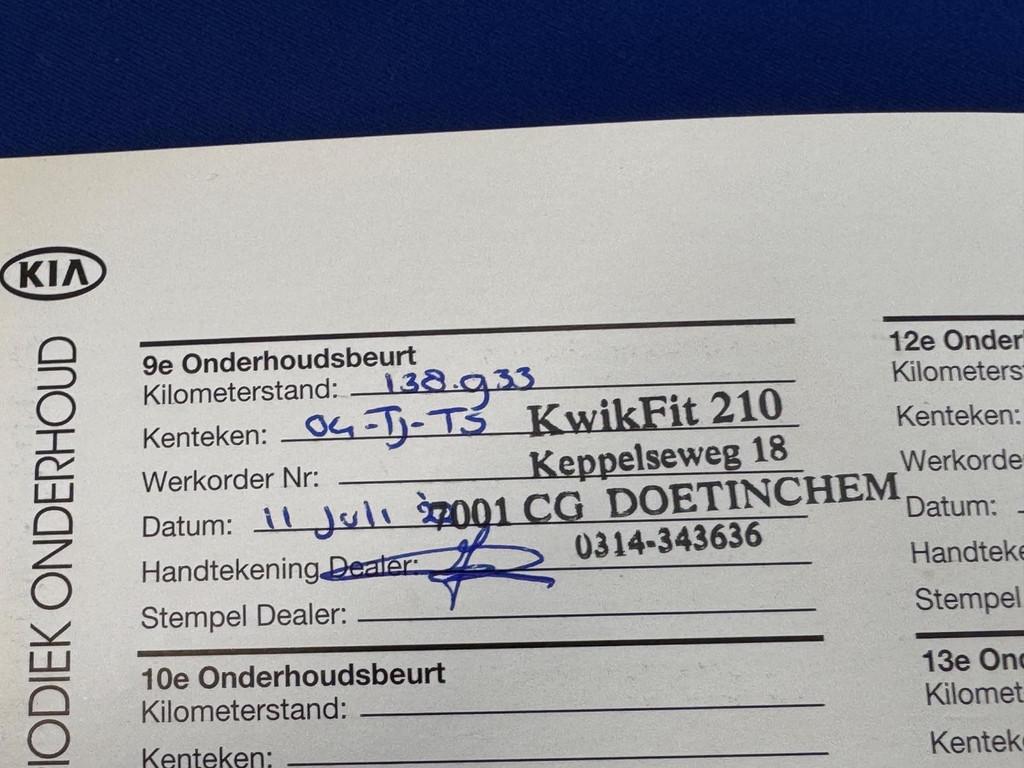 KIA
IODIEK ONDERHOUD
9e Onderhoudsbeurt
Kilometerstand: 138.933
Kenteken: 04-TJ-TS
KwikFit 210
Werkorder Nr:
Keppelseweg 18
Datum: 11 Juli
7001 CG DOETINCHEM
0314-343636
Handtekening Dealer:
Stempel Dealer:
10e Onderhoudsbeurt
Kilometerstand:
Kenteken:
12e Onder
Kilometers
Kenteken:
Werkorde
Datum:
Handteke
Stempel
13e Ond
Kilomet
Kentek